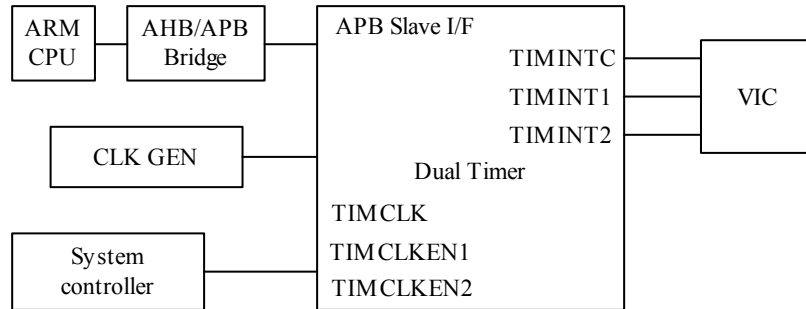 ARM
CPU
AHB/APB
Bridge
APB Slave I/F
TIMINTC
TIMINT1
TIMINT2
VIC
CLK GEN
Dual Timer
TIMCLK
TIMCLKEN1
TIMCLKEN2
System
controller